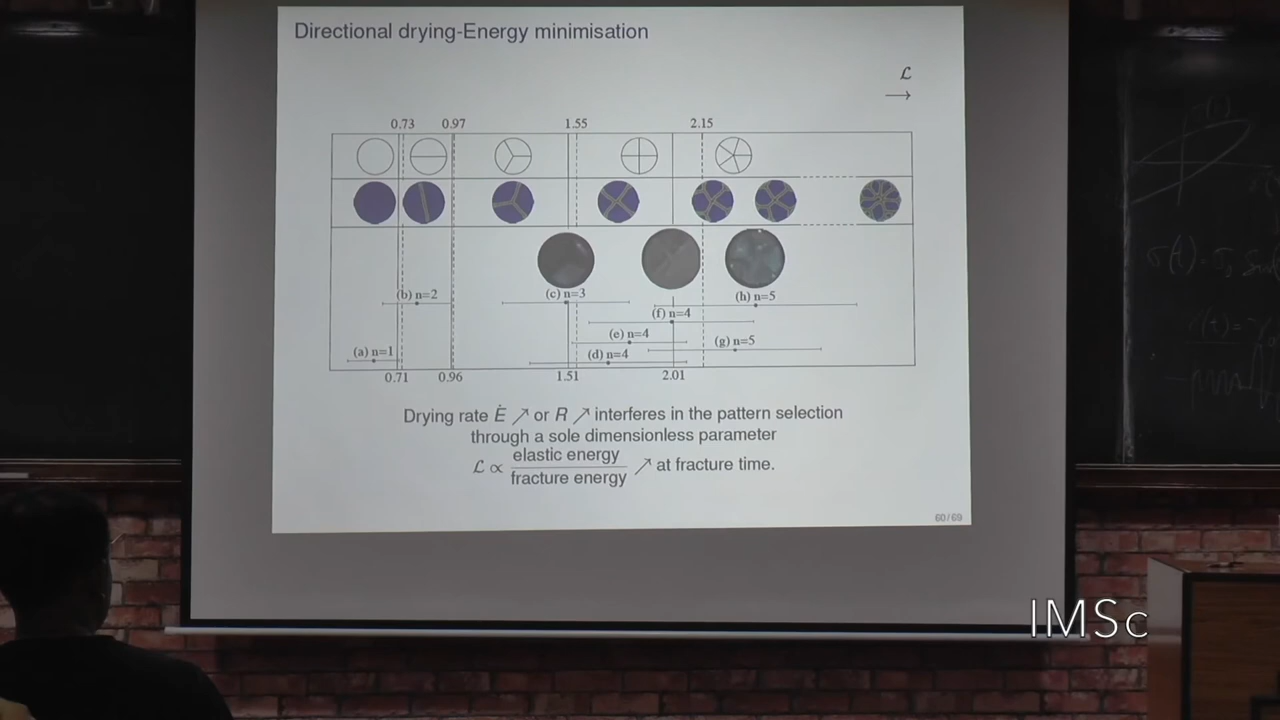 Directional drying-Energy minimisation
ℒ
→
0.73 0.97 1.55 2.15
(b) n=2 (c) n=3 (h) n=5
(f) n=4
(e) n=4 (g) n=5
(a) n=1 (d) n=4
0.71 0.96 1.51 2.01
Drying rate Ė ↗ or R ↗ interferes in the pattern selection
through a sole dimensionless parameter
ℒ ∝ elastic energy / fracture energy ↗ at fracture time.
60/69
IMSc